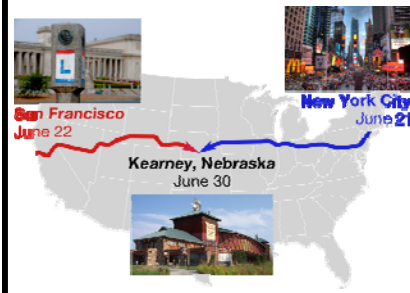 L
San Francisco
June 22
New York City
June 21
Kearney, Nebraska
June 30